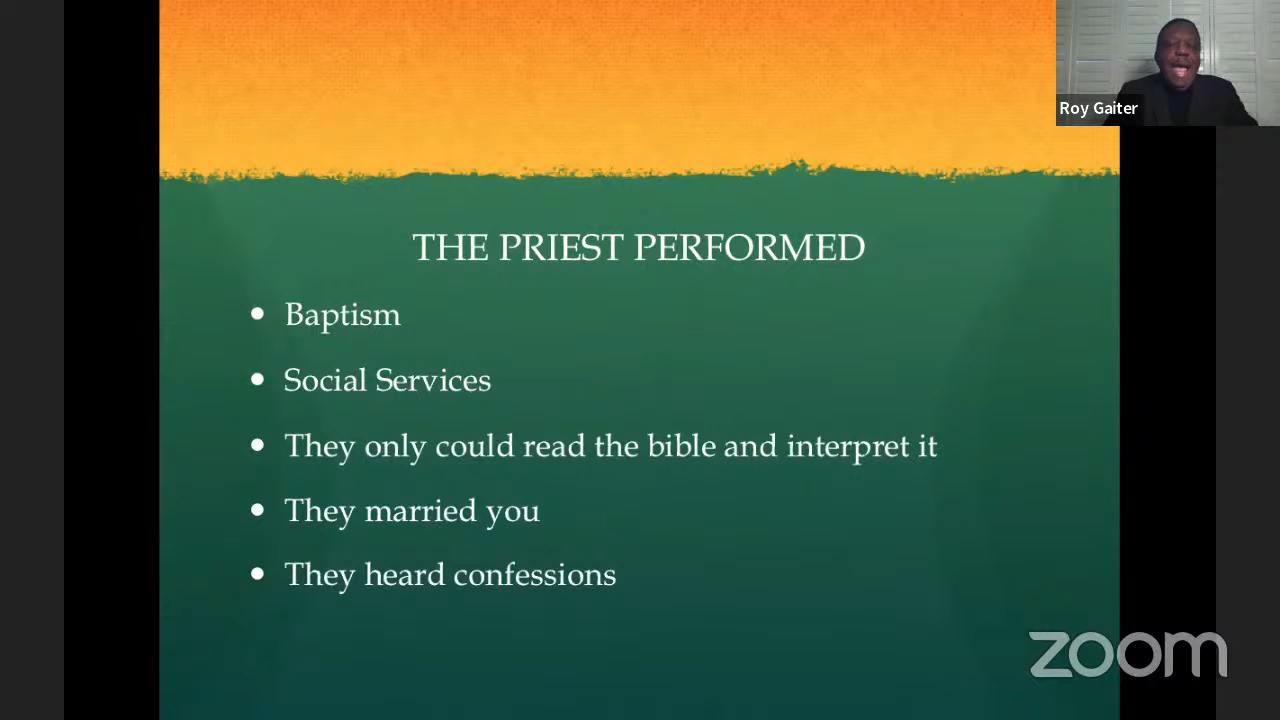 Roy Gaiter
THE PRIEST PERFORMED
• Baptism
• Social Services
• They only could read the bible and interpret it
• They married you
• They heard confessions
zoom